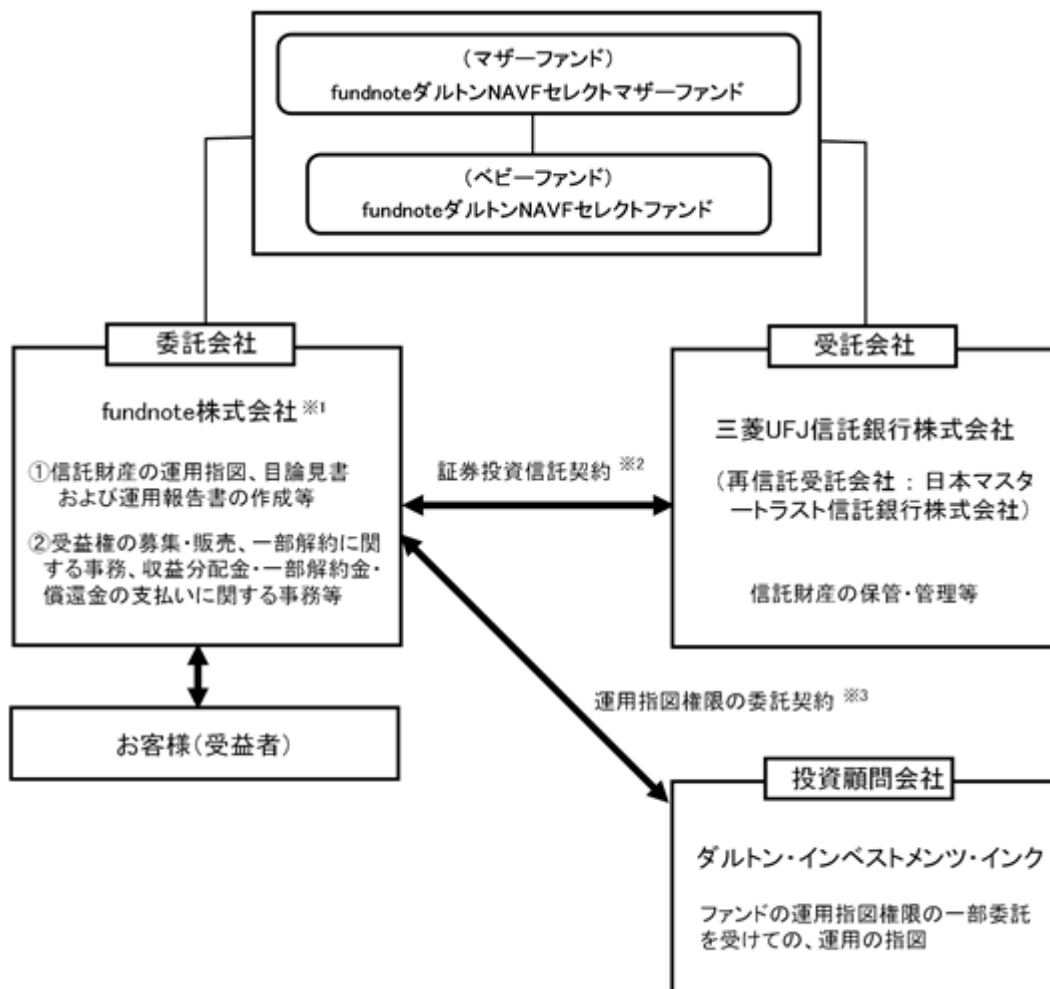 (マザーファンド)
fundnoteダルトンNAVFセレクトマザーファンド
(ベビーファンド)
fundnoteダルトンNAVFセレクトファンド
委託会社
fundnote株式会社※1
①信託財産の運用指図、目論見書
および運用報告書の作成等
②受益権の募集・販売、一部解約に関
する事務、収益分配金・一部解約金・
償還金の支払いに関する事務等
お客様(受益者)
証券投資信託契約 ※2
運用指図権限の委託契約 ※3
受託会社
三菱UFJ信託銀行株式会社
(再信託受託会社:日本マスタ
ートラスト信託銀行株式会社)
信託財産の保管・管理等
投資顧問会社
ダルトン・インベストメンツ・インク
ファンドの運用指図権限の一部委託
を受けての、運用の指図